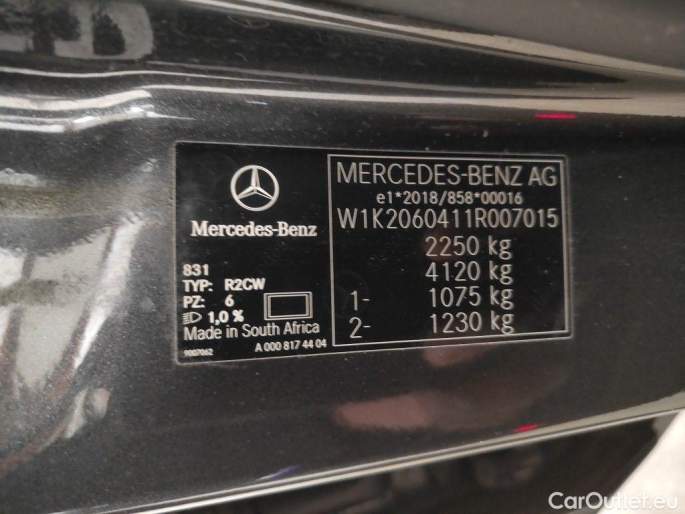 Mercedes-Benz
831
TYP: R2CW
PZ: 6
1,0 %
Made in South Africa
9007062 A 000 817 44 04
MERCEDES-BENZ AG
e1*2018/858*00016
W1K2060411R007015
2250 kg
4120 kg
1- 1075 kg
2- 1230 kg
CarOutlet.eu